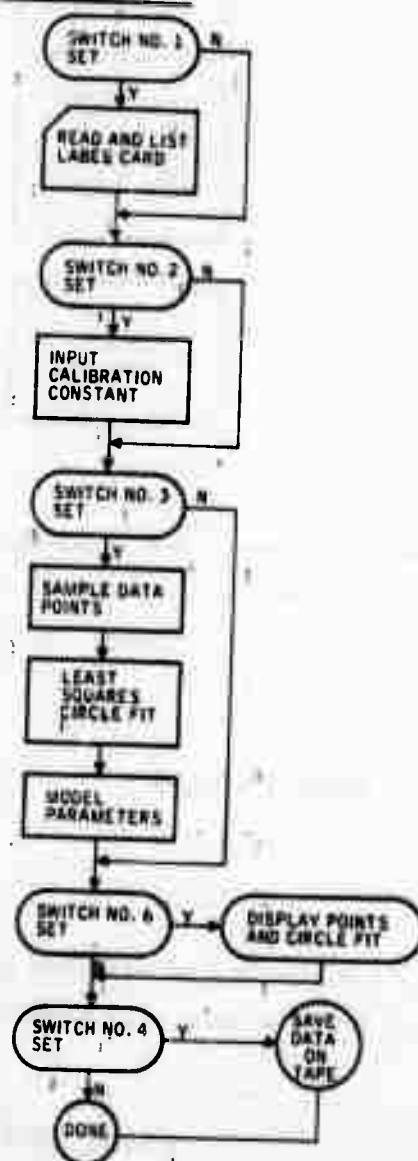 SWITCH NO. 1
SET
N
Y
READ AND LIST
LABEL CARD
SWITCH NO. 2
SET
N
Y
INPUT
CALIBRATION
CONSTANT
SWITCH NO. 3
SET
N
Y
SAMPLE DATA
POINTS
LEAST
SQUARES
CIRCLE FIT
MODEL
PARAMETERS
SWITCH NO. 6
SET
Y
DISPLAY POINTS
AND CIRCLE FIT
SWITCH NO. 4
SET
Y
SAVE
DATA
ON
TAPE
N
DONE